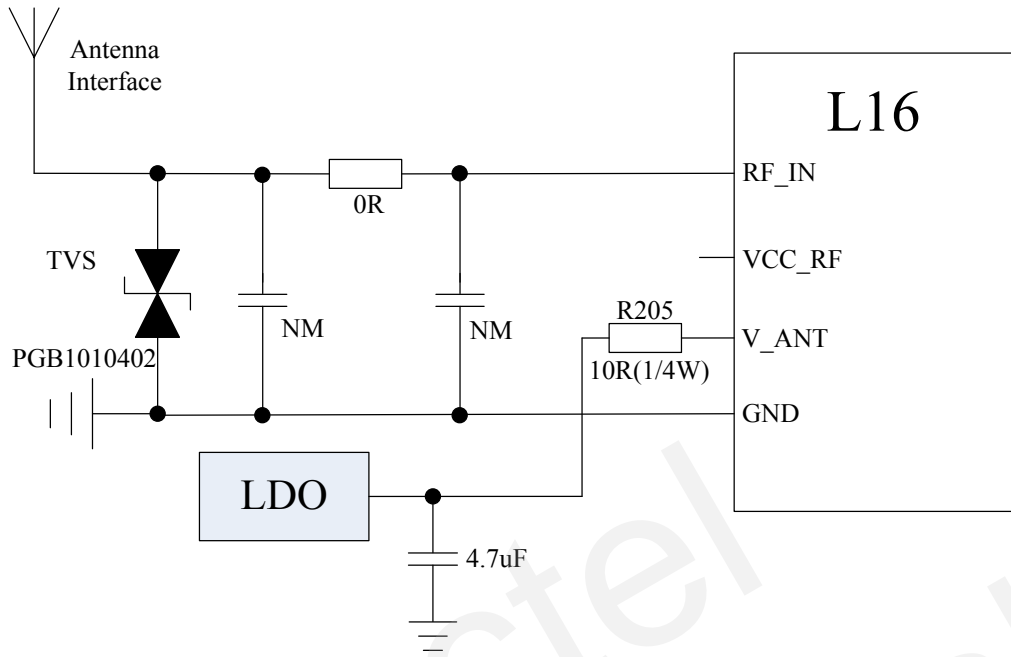 Antenna
Interface
L16
RF_IN
0R
TVS
VCC_RF
NM
NM
R205
V_ANT
PGB1010402
10R(1/4W)
GND
LDO
4.7uF
ctel